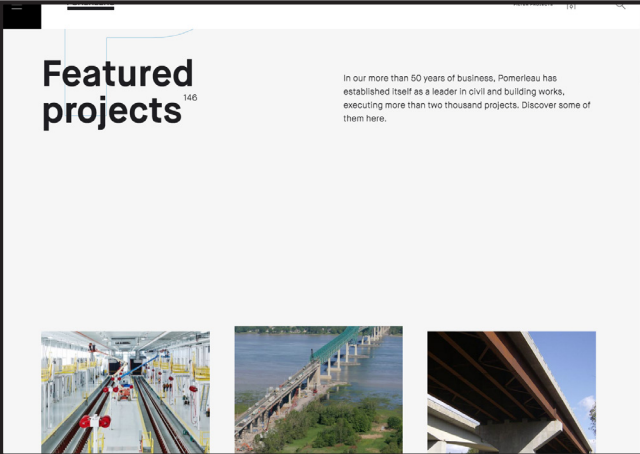 Featured
projects 146
In our more than 50 years of business, Pomerleau has
established itself as a leader in civil and building works,
executing more than two thousand projects. Discover some of
them here.